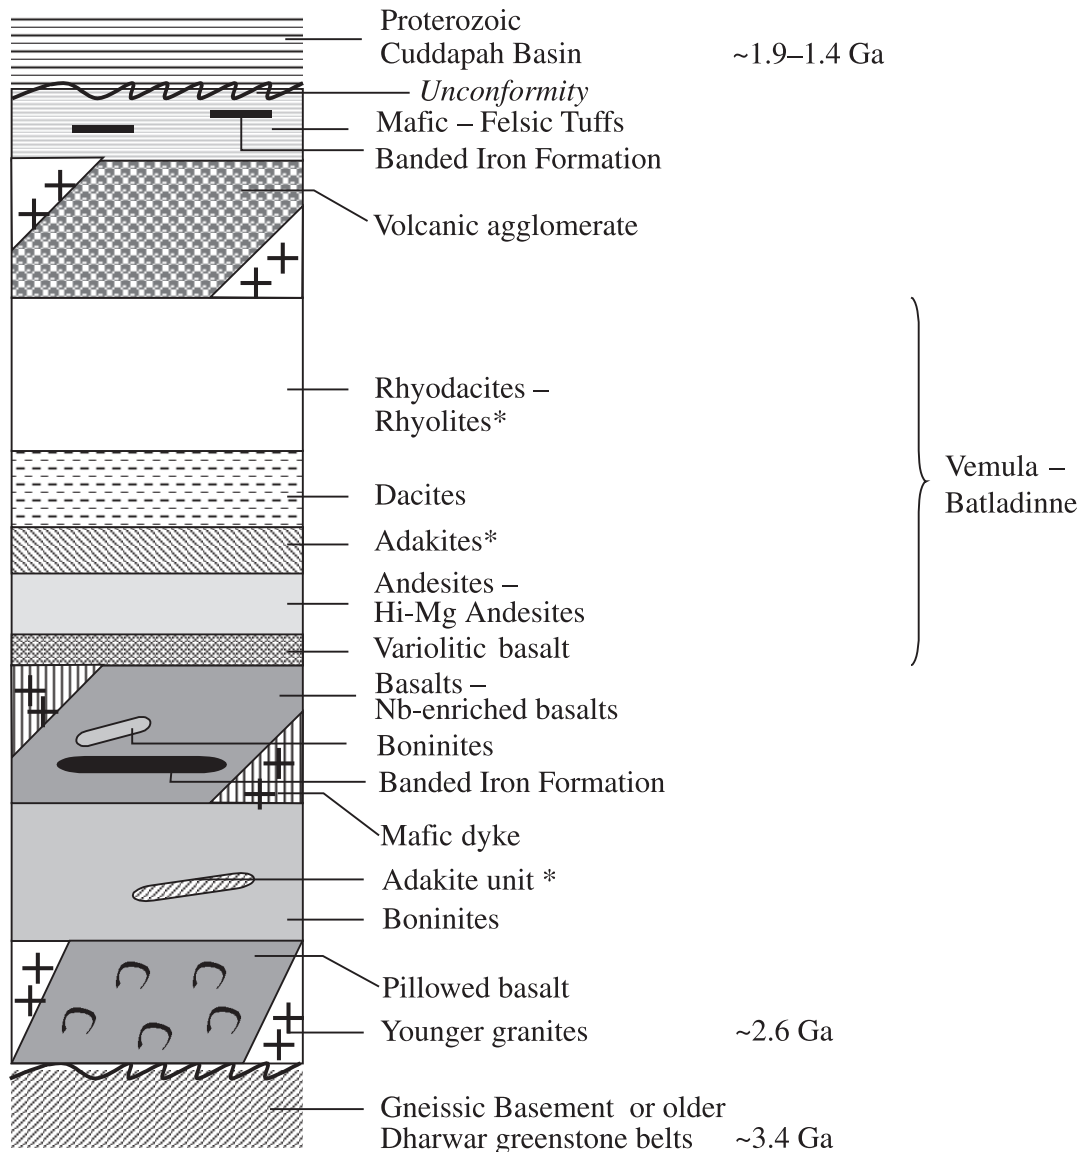 Proterozoic
Cuddapah Basin ~1.9–1.4 Ga
Unconformity
Mafic – Felsic Tuffs
Banded Iron Formation
Volcanic agglomerate
Rhyodacites –
Rhyolites*
Vemula –
Batladinne
Dacites
Adakites*
Andesites –
Hi-Mg Andesites
Variolitic basalt
Basalts –
Nb-enriched basalts
Boninites
Banded Iron Formation
Mafic dyke
Adakite unit *
Boninites
Pillowed basalt
Younger granites ~2.6 Ga
Gneissic Basement or older
Dharwar greenstone belts ~3.4 Ga